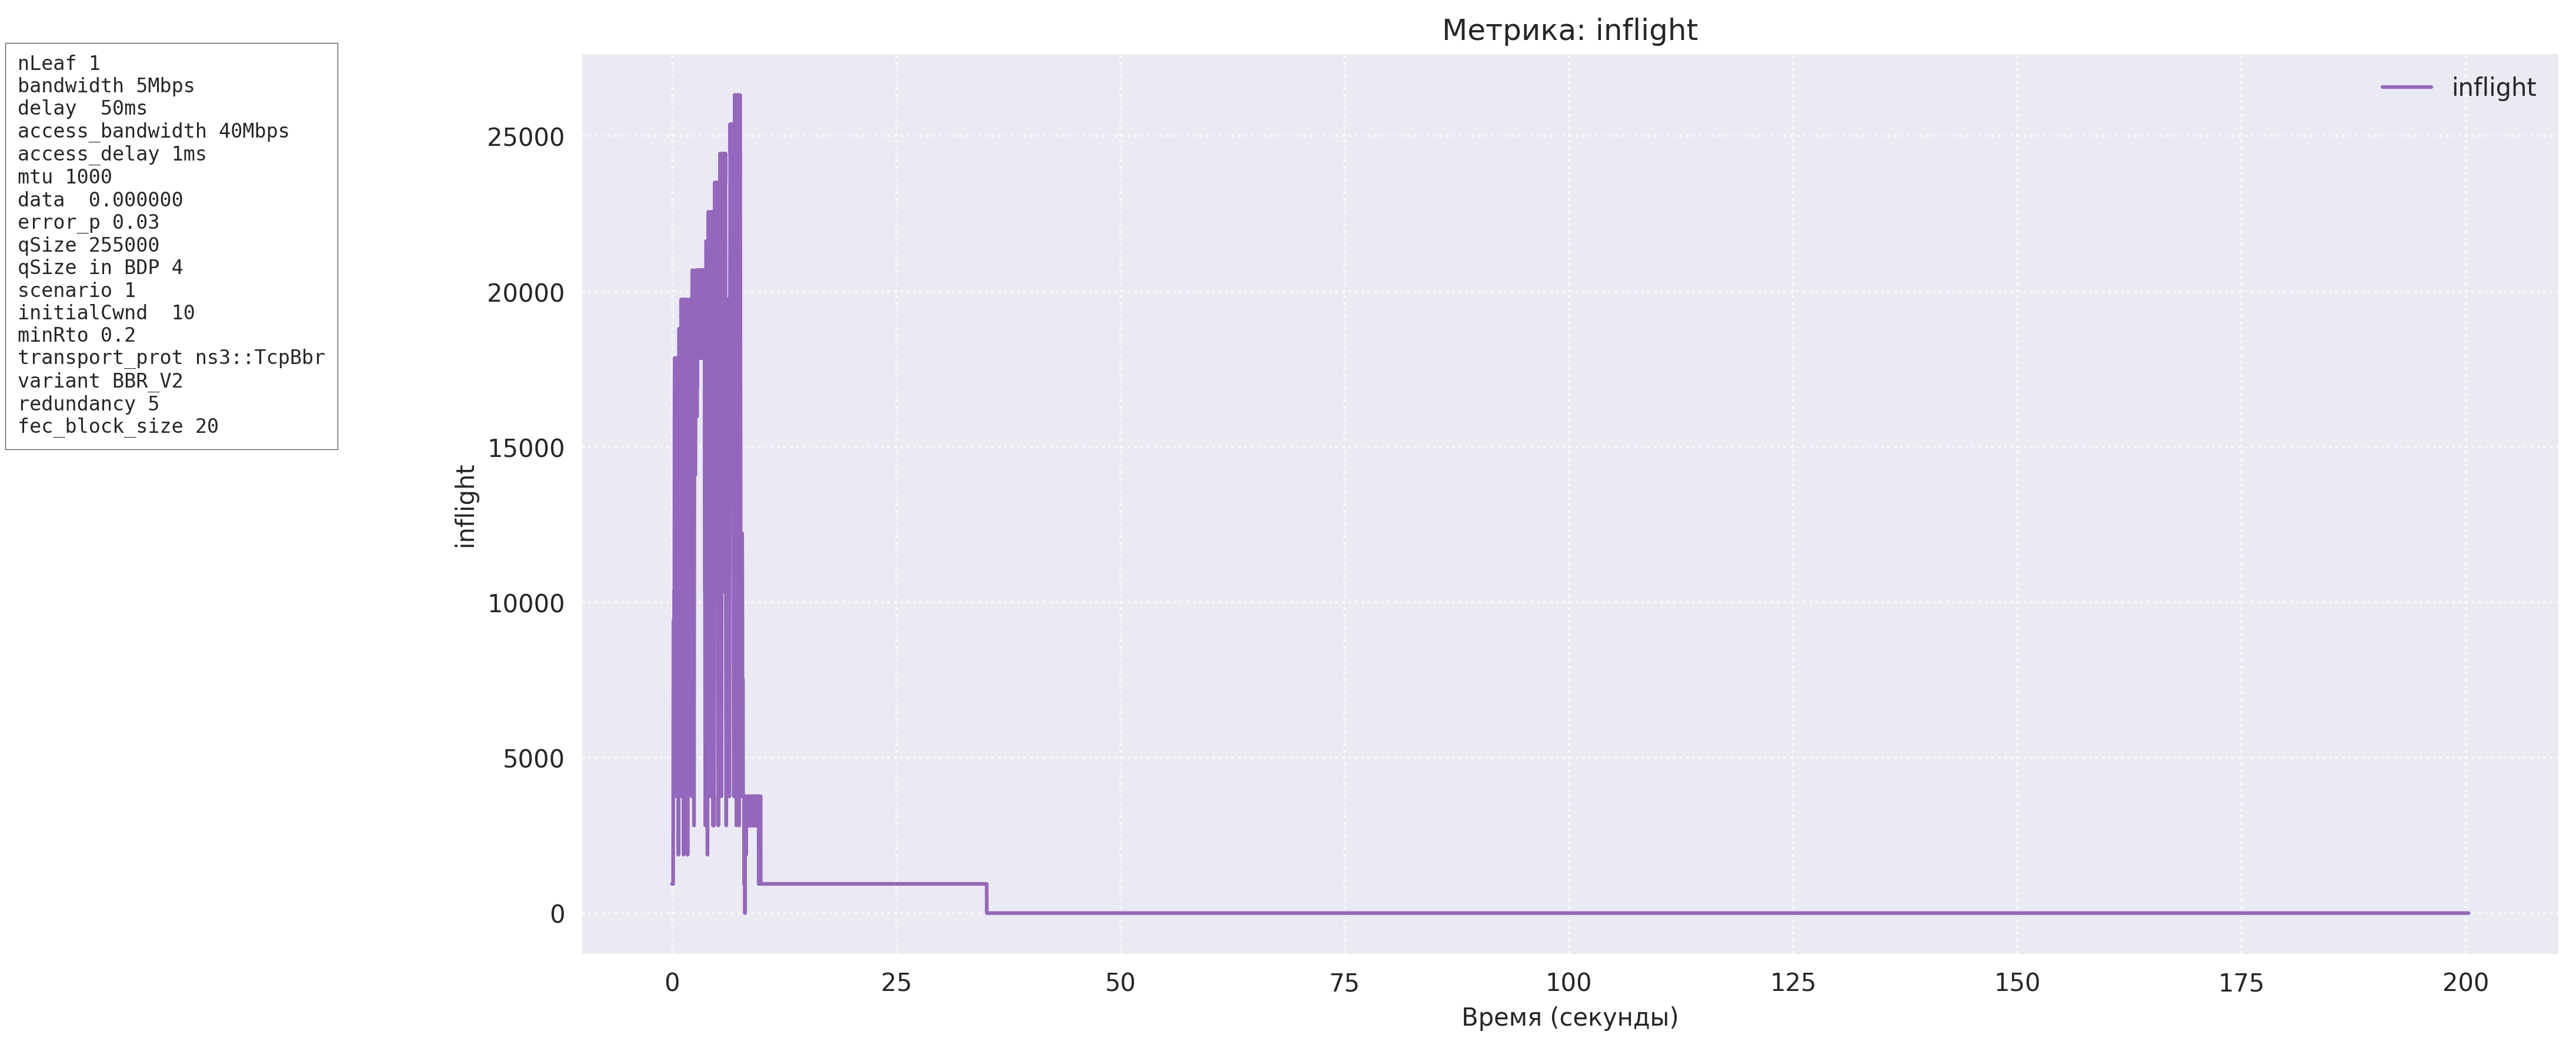 Метрика: inflight
nLeaf 1
bandwidth 5Mbps
delay  50ms
access_bandwidth 40Mbps
access_delay 1ms
mtu 1000
data  0.000000
error_p 0.03
qSize 255000
qSize in BDP 4
scenario 1
initialCwnd  10
minRto 0.2
transport_prot ns3::TcpBbr
variant BBR_V2
redundancy 5
fec_block_size 20
inflight
inflight
25000
20000
15000
10000
5000
0
0 25 50 75 100 125 150 175 200
Время (секунды)